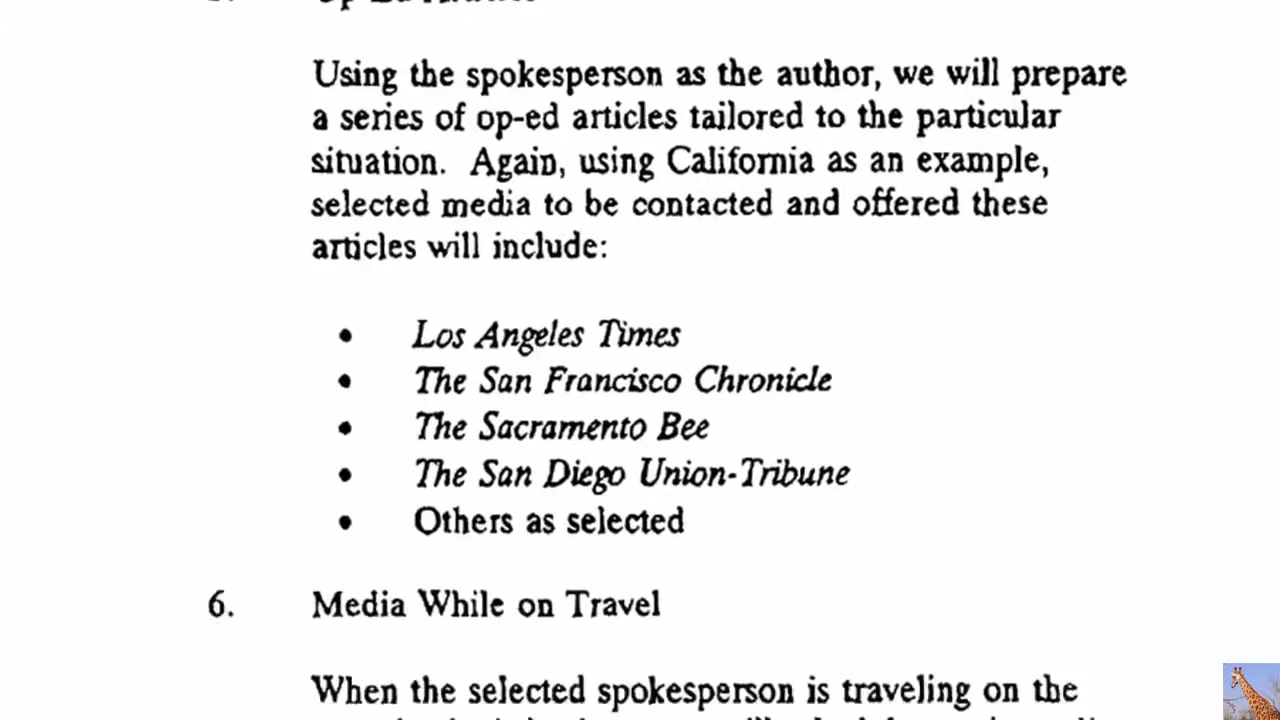 Using the spokesperson as the author, we will prepare
a series of op-ed articles tailored to the particular
situation. Again, using California as an example,
selected media to be contacted and offered these
articles will include:
• Los Angeles Times
• The San Francisco Chronicle
• The Sacramento Bee
• The San Diego Union-Tribune
• Others as selected
6. Media While on Travel
When the selected spokesperson is traveling on the